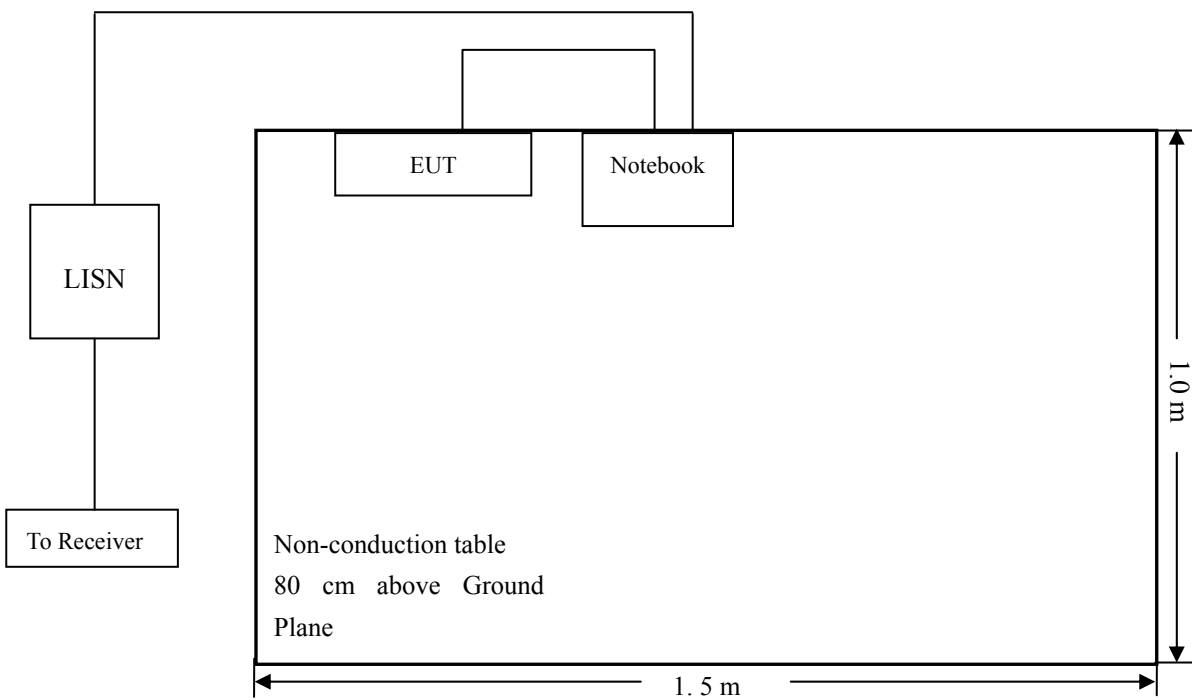 EUT
Notebook
LISN
1.0 m
To Receiver
Non-conduction table
80 cm above Ground
Plane
1. 5 m